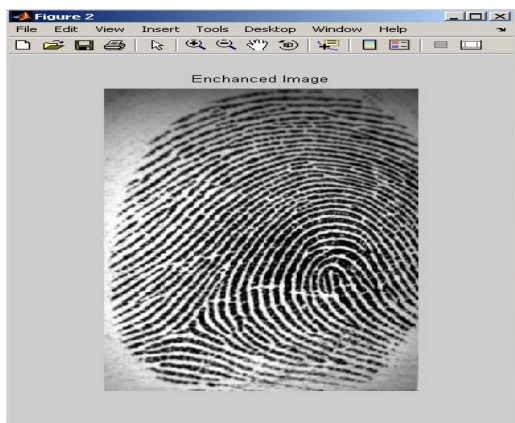 Figure 2
File Edit View Insert Tools Desktop Window Help
Enchanced Image